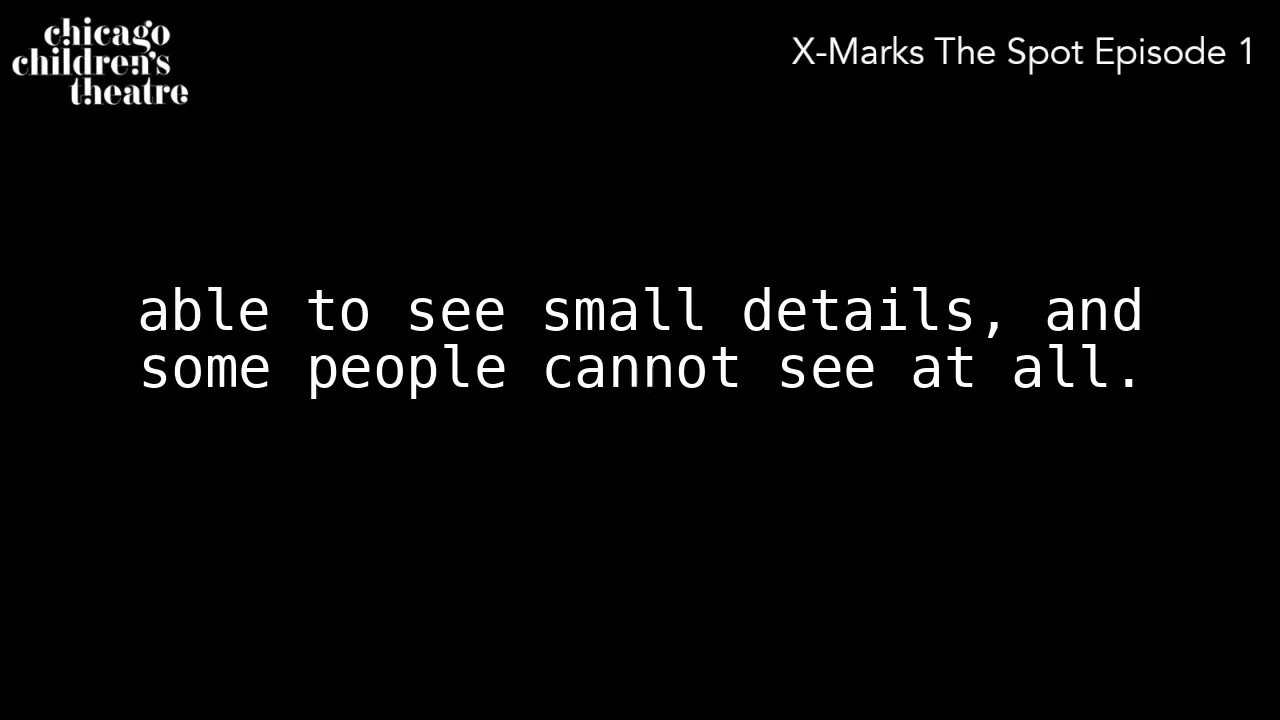 chicago
children's
theatre
X-Marks The Spot Episode 1
able to see small details, and
some people cannot see at all.